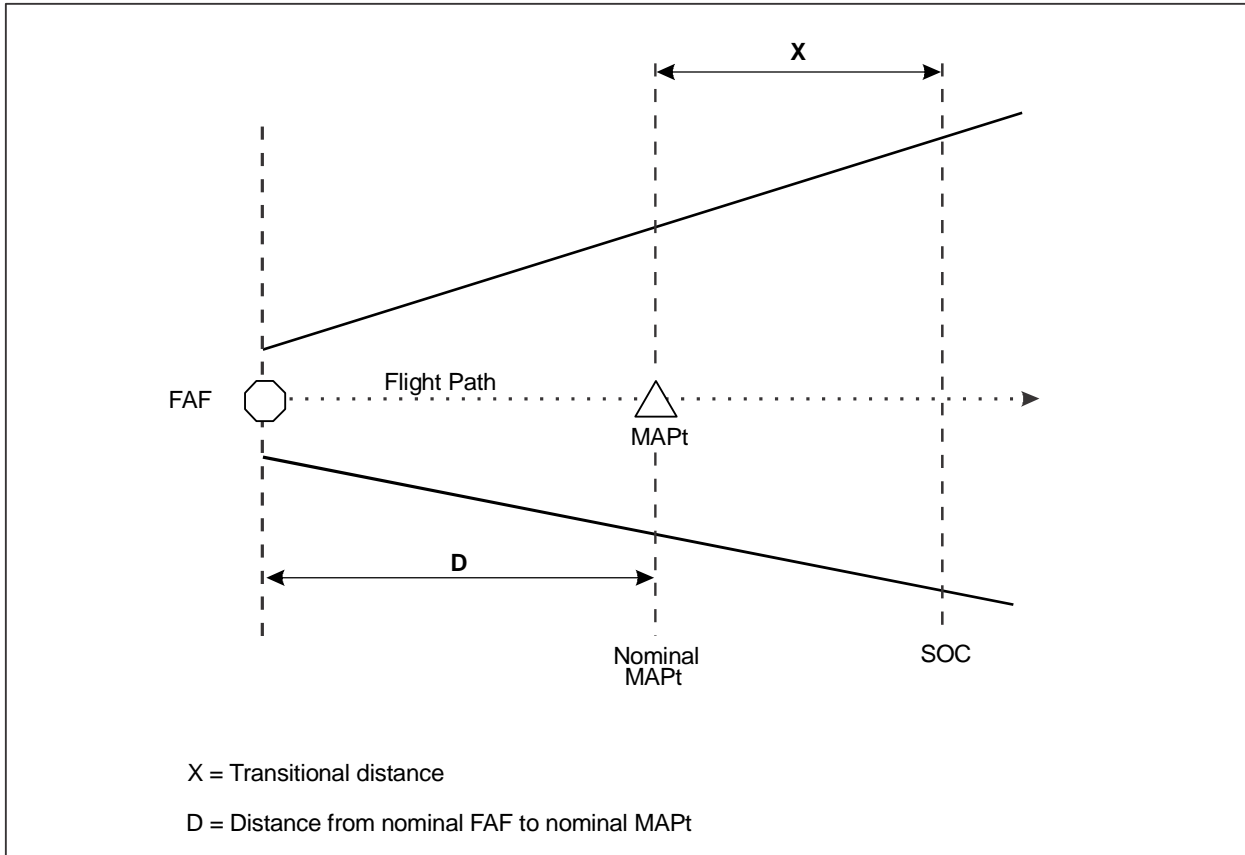 X
Flight Path
FAF
MAPt
D
Nominal
MAPt
SOC
X = Transitional distance
D = Distance from nominal FAF to nominal MAPt